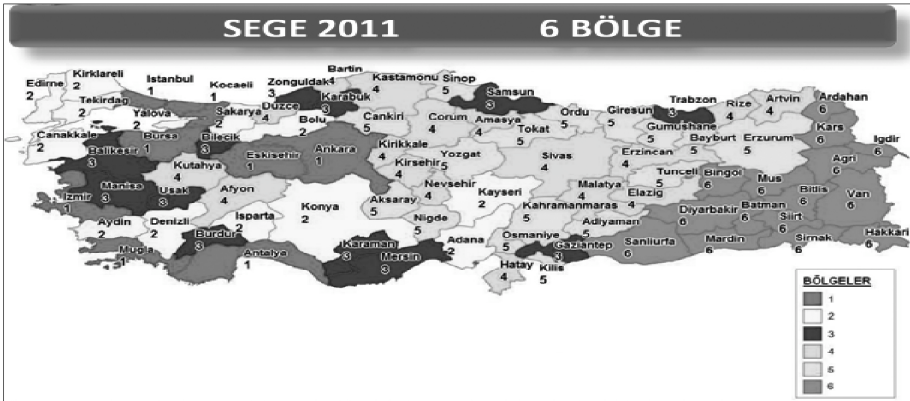 SEGE 2011 6 BÖLGE
Bartin
4
Kastamonu
4
Sinop
5
Zonguldak
3
Karabuk
3
Samsun
3
Kirklareli
2
Edirne
2
Istanbul
1
Kocaeli
1
Tekirdag
2
Yalova
2
Sakarya
2
Düzce
4
Bolu
2
Cankiri
5
Corum
4
Amasya
4
Tokat
5
Ordu
5
Giresun
5
Trabzon
3
Rize
4
Artvin
4
Ardahan
6
Kars
6
Igdir
6
Gumushane
5
Bayburt
5
Erzurum
5
Agri
6
Canakkale
2
Balikesir
3
Bursa
1
Bilecik
3
Eskisehir
1
Ankara
1
Kirikkale
4
Kirsehir
4
Yozgat
5
Sivas
4
Erzincan
4
Tunceli
5
Bingol
6
Mus
6
Bitlis
6
Van
6
Kutahya
4
Manisa
3
Usak
3
Izmir
1
Afyon
4
Konya
2
Aksaray
5
Nevsehir
4
Kayseri
2
Malatya
4
Elazig
4
Diyarbakir
6
Batman
6
Siirt
6
Hakkari
6
Sirnak
6
Mardin
6
Sanliurfa
6
Adiyaman
5
Kahramanmaras
5
Gaziantep
3
Kilis
5
Hatay
4
Osmaniye
5
Adana
2
Nigde
5
Mersin
3
Karaman
3
Isparta
2
Burdur
3
Antalya
1
Denizli
2
Aydin
2
Mugla
1
BÖLGELER
1
2
3
4
5
6